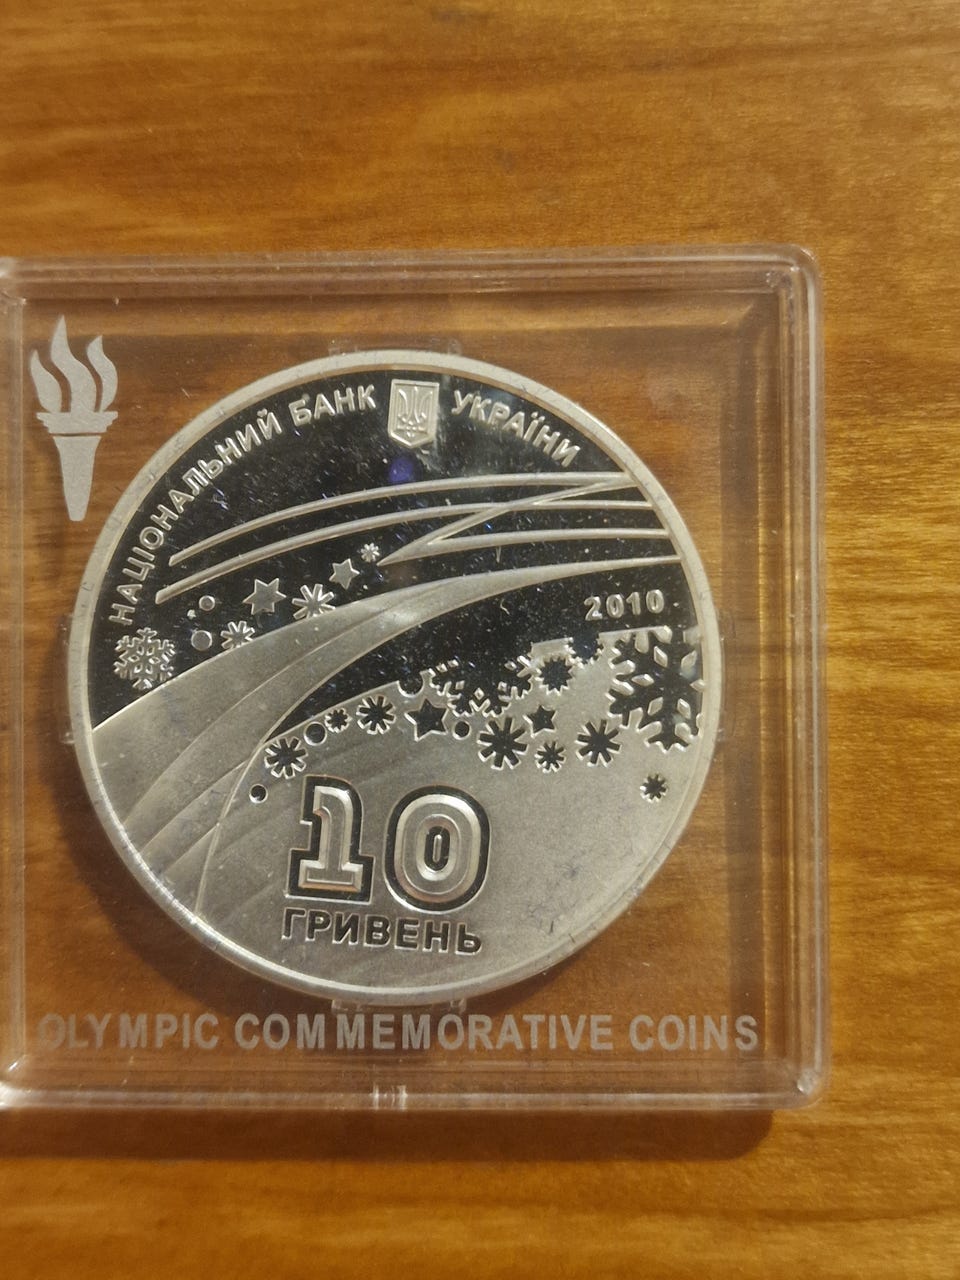 НАЦІОНАЛЬНИЙ БАНК УКРАЇНИ
2010
10
ГРИВЕНЬ
OLYMPIC COMMEMORATIVE COINS